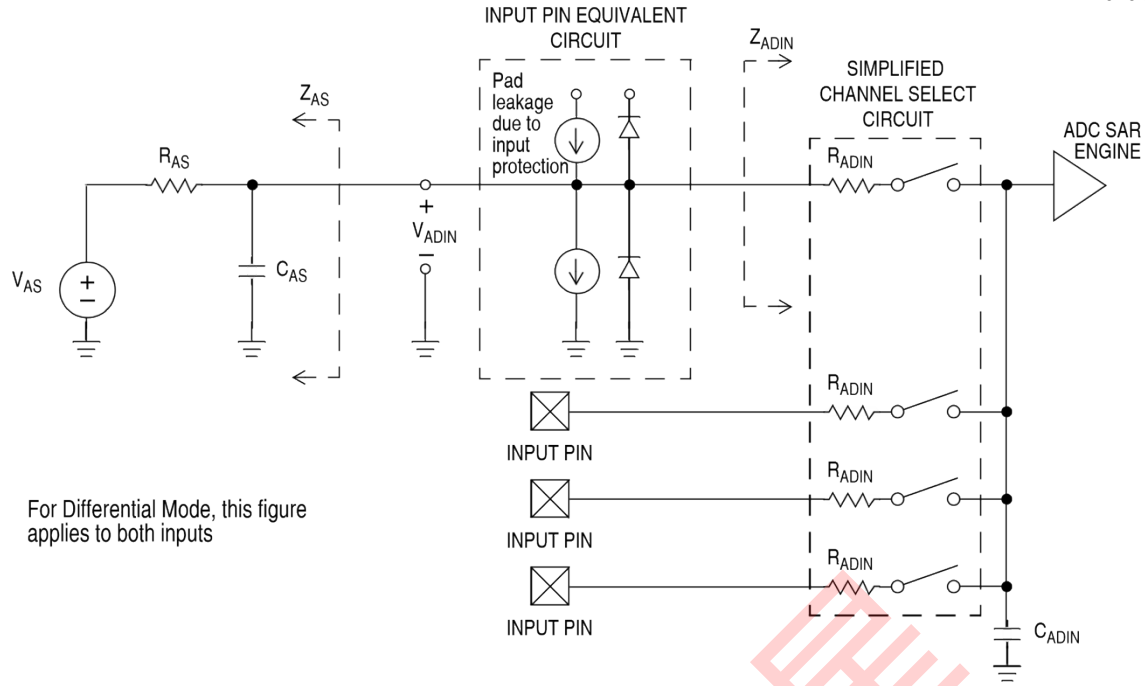 INPUT PIN EQUIVALENT
CIRCUIT
Z_ADIN
SIMPLIFIED
CHANNEL SELECT
CIRCUIT
Pad
leakage
due to
input
protection
Z_AS
R_AS
R_ADIN
ADC SAR
ENGINE
+
V_ADIN
−
V_AS
+
−
C_AS
R_ADIN
INPUT PIN
R_ADIN
INPUT PIN
For Differential Mode, this figure
applies to both inputs
R_ADIN
INPUT PIN
C_ADIN